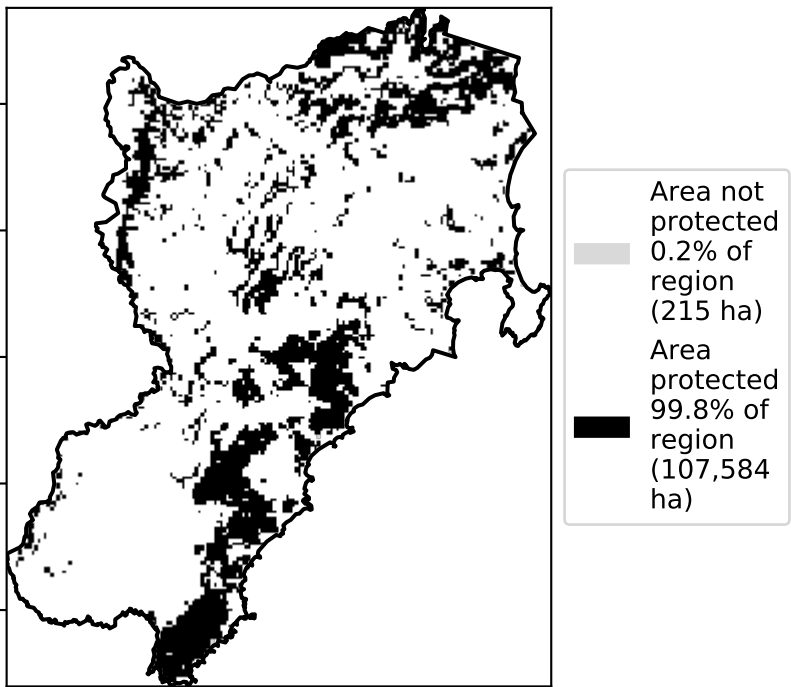 Area not
protected
0.2% of
region
(215 ha)
Area
protected
99.8% of
region
(107,584
ha)